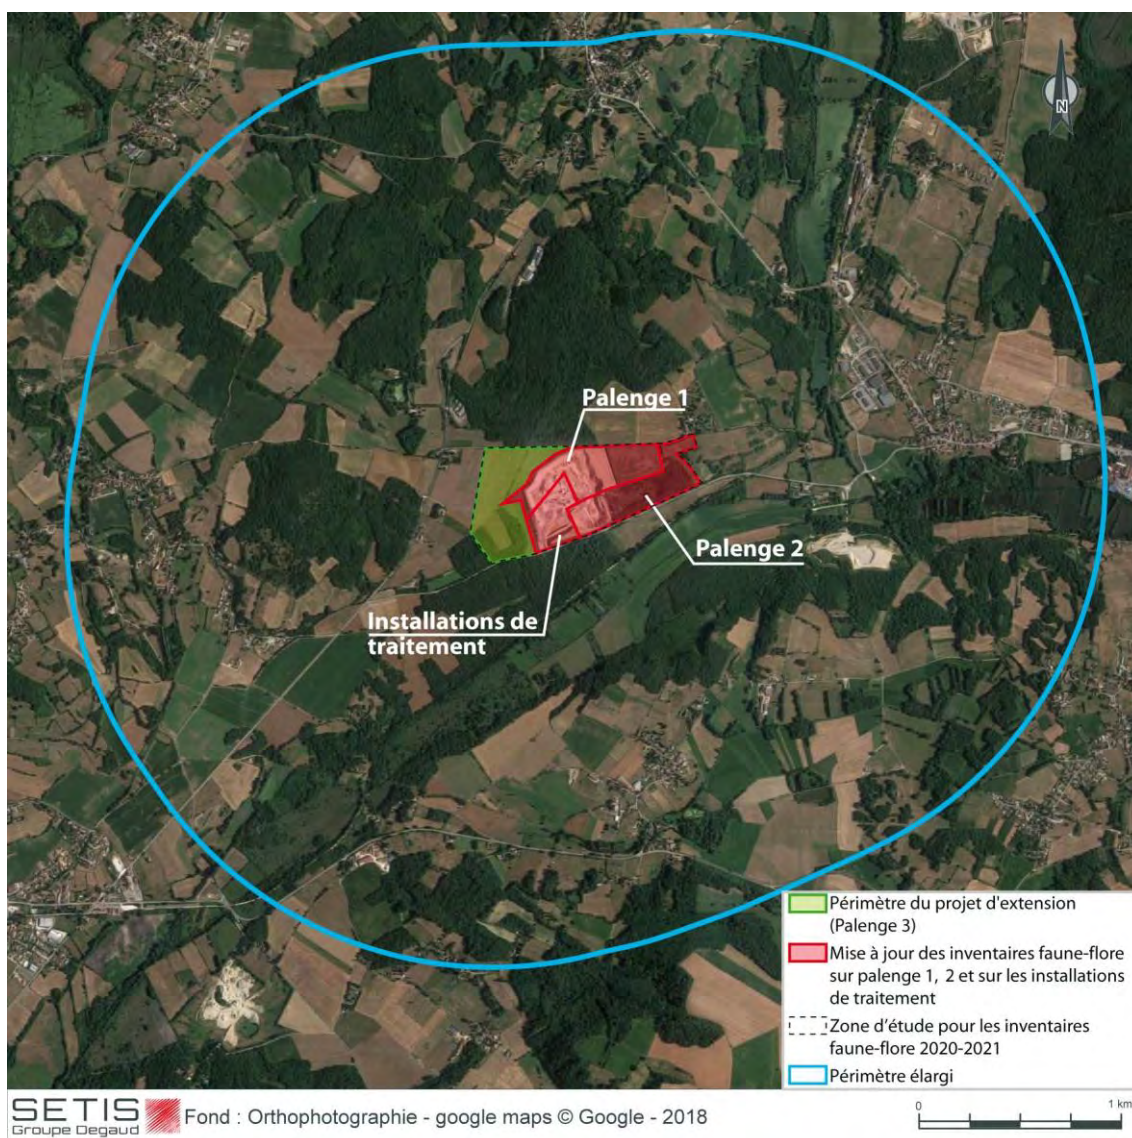 N
Palenge 1
Palenge 2
Installations de
traitement
Périmètre du projet d'extension
(Palenge 3)
Mise à jour des inventaires faune-flore
sur palenge 1, 2 et sur les installations
de traitement
Zone d'étude pour les inventaires
faune-flore 2020-2021
Périmètre élargi
SETIS
Groupe Degaud
Fond : Orthophotographie - google maps © Google - 2018
0
1 km